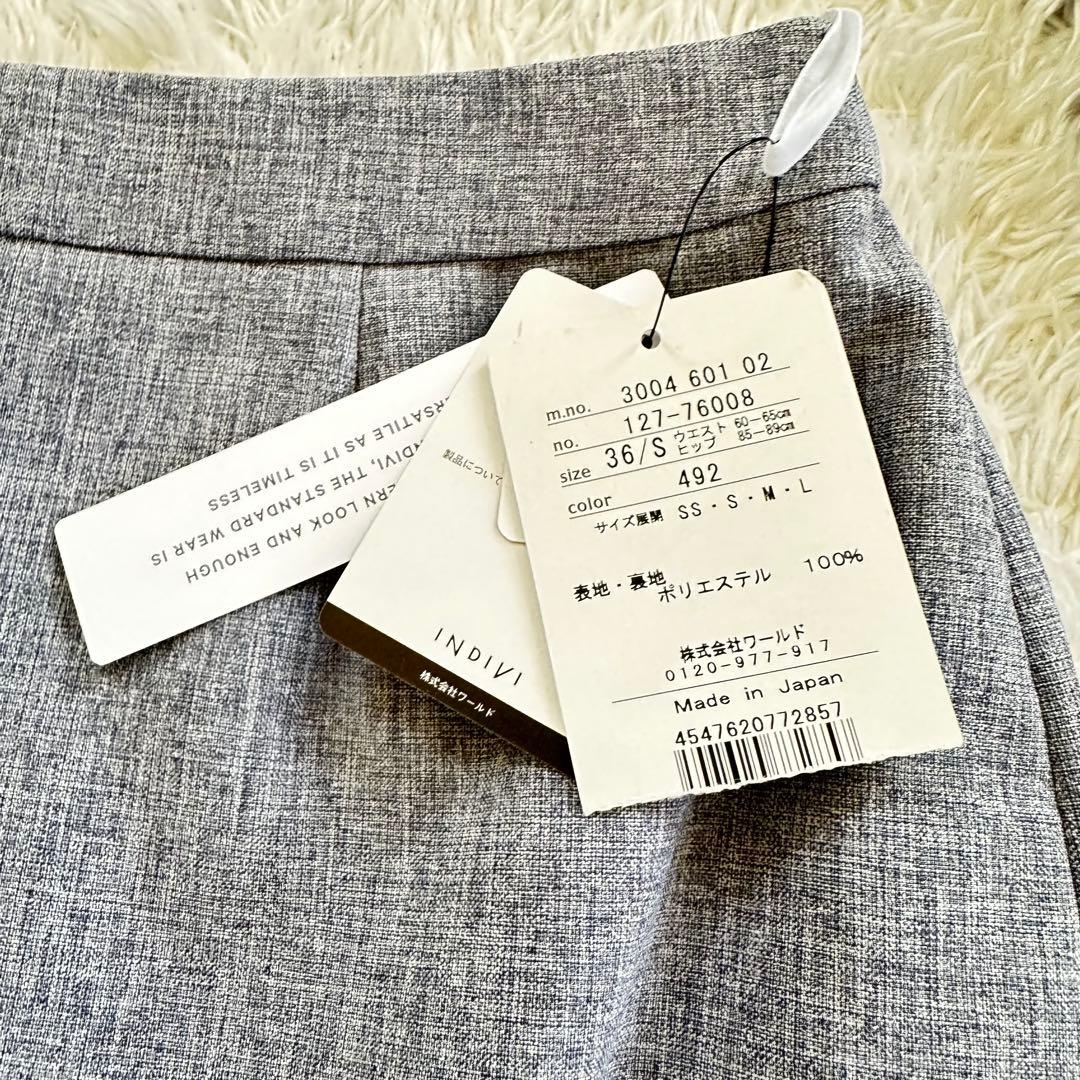 m.no. 3004 601 02
no. 127-76008
size 36/S ウエスト 60-65cm
ヒップ 85-89cm
color 492
サイズ展開 SS・S・M・L
表地・裏地
ポリエステル 100%
株式会社ワールド
0120-977-917
Made in Japan
4547620772857
製品について
INDIVI
株式会社ワールド
LOOK AND ENOUGH
INDIVI, THE STANDARD WEAR IS
AS IT IS TIMELESS